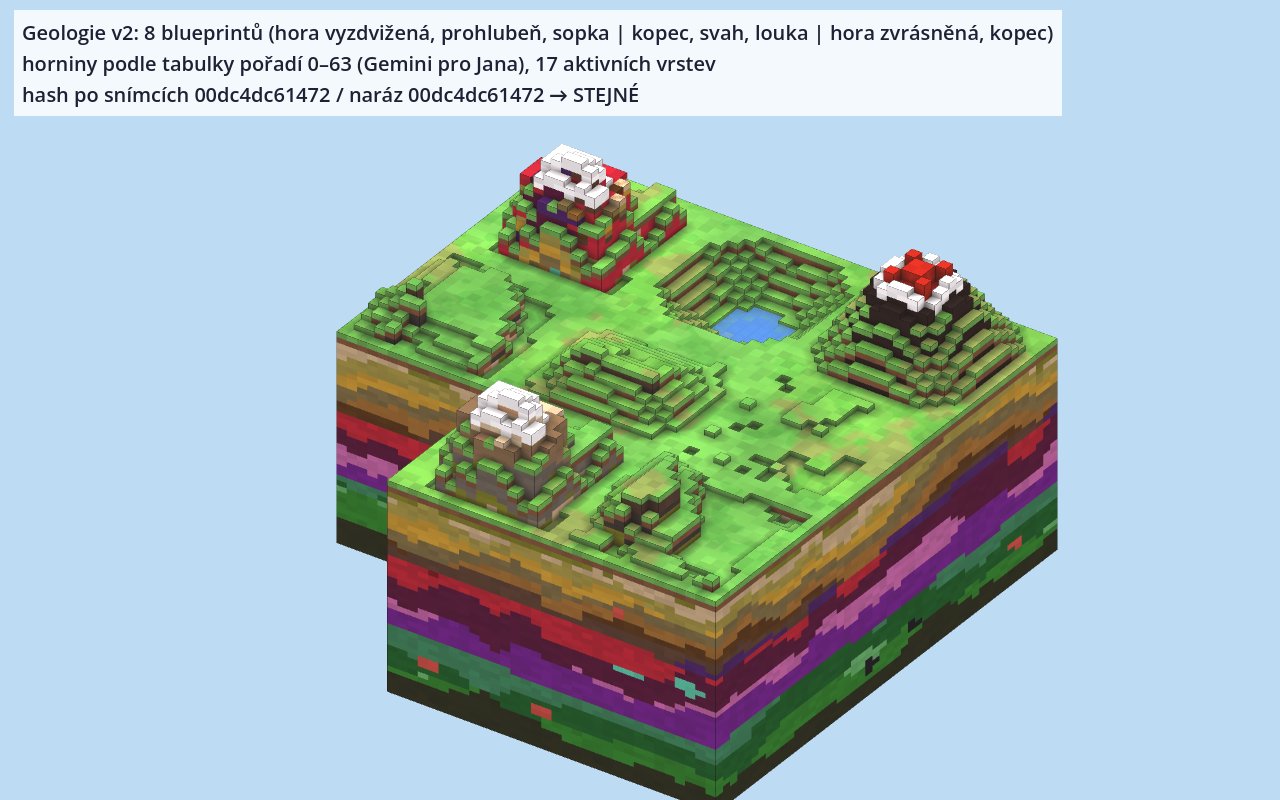 Geologie v2: 8 blueprintů (hora vyzdvižená, prohlubeň, sopka | kopec, svah, louka | hora zvrásněná, kopec)
horniny podle tabulky pořadí 0–63 (Gemini pro Jana), 17 aktivních vrstev
hash po snímcích 00dc4dc61472 / naráz 00dc4dc61472 → STEJNÉ